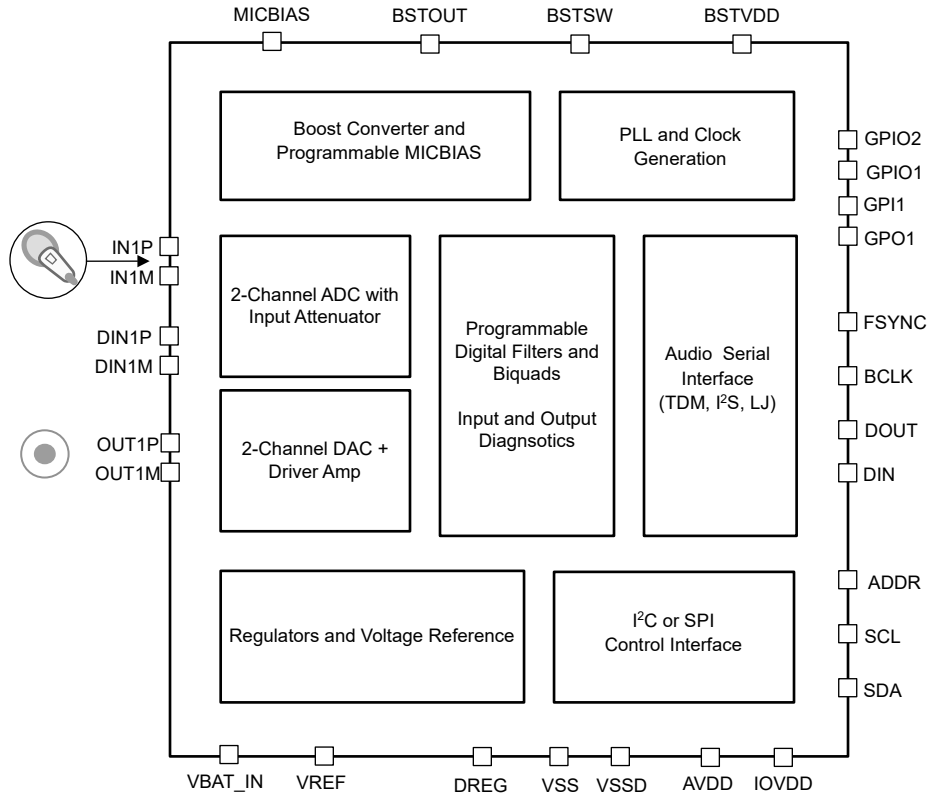 MICBIAS
BSTOUT
BSTSW
BSTVDD
Boost Converter and
Programmable MICBIAS
PLL and Clock
Generation
GPIO2
GPIO1
GPI1
GPO1
IN1P
IN1M
DIN1P
DIN1M
OUT1P
OUT1M
2-Channel ADC with
Input Attenuator
2-Channel DAC +
Driver Amp
Programmable
Digital Filters and
Biquads
Input and Output
Diagnsotics
Audio Serial
Interface
(TDM, I²S, LJ)
FSYNC
BCLK
DOUT
DIN
Regulators and Voltage Reference
I²C or SPI
Control Interface
ADDR
SCL
SDA
VBAT_IN
VREF
DREG
VSS
VSSD
AVDD
IOVDD